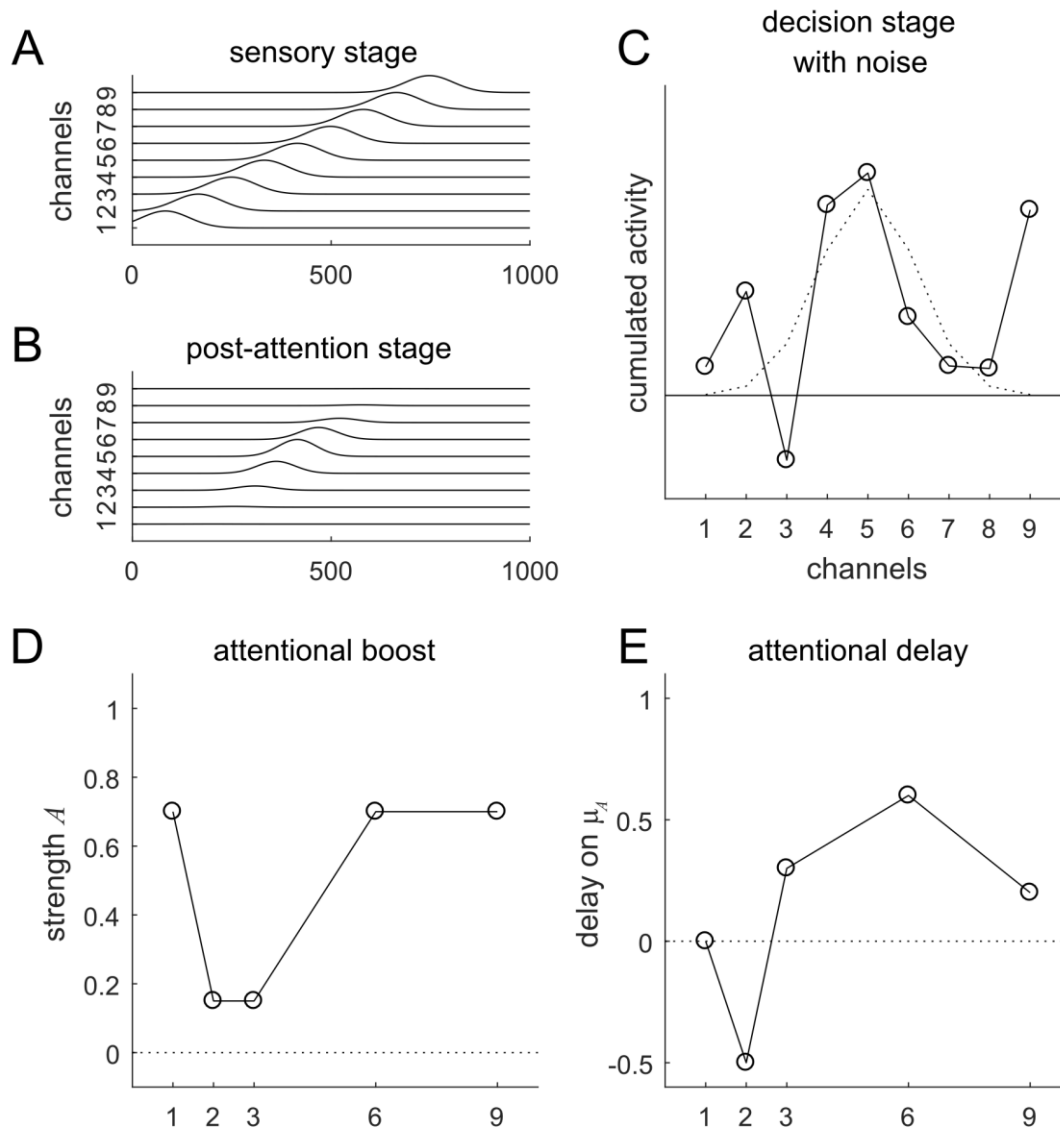 A
sensory stage
channels
123456789
0 500 1000
B
post-attention stage
channels
123456789
0 500 1000
C
decision stage
with noise
cumulated activity
1 2 3 4 5 6 7 8 9
channels
D
attentional boost
strength A
1
0.8
0.6
0.4
0.2
0
1 2 3 6 9
E
attentional delay
delay on μA
1
0.5
0
-0.5
1 2 3 6 9